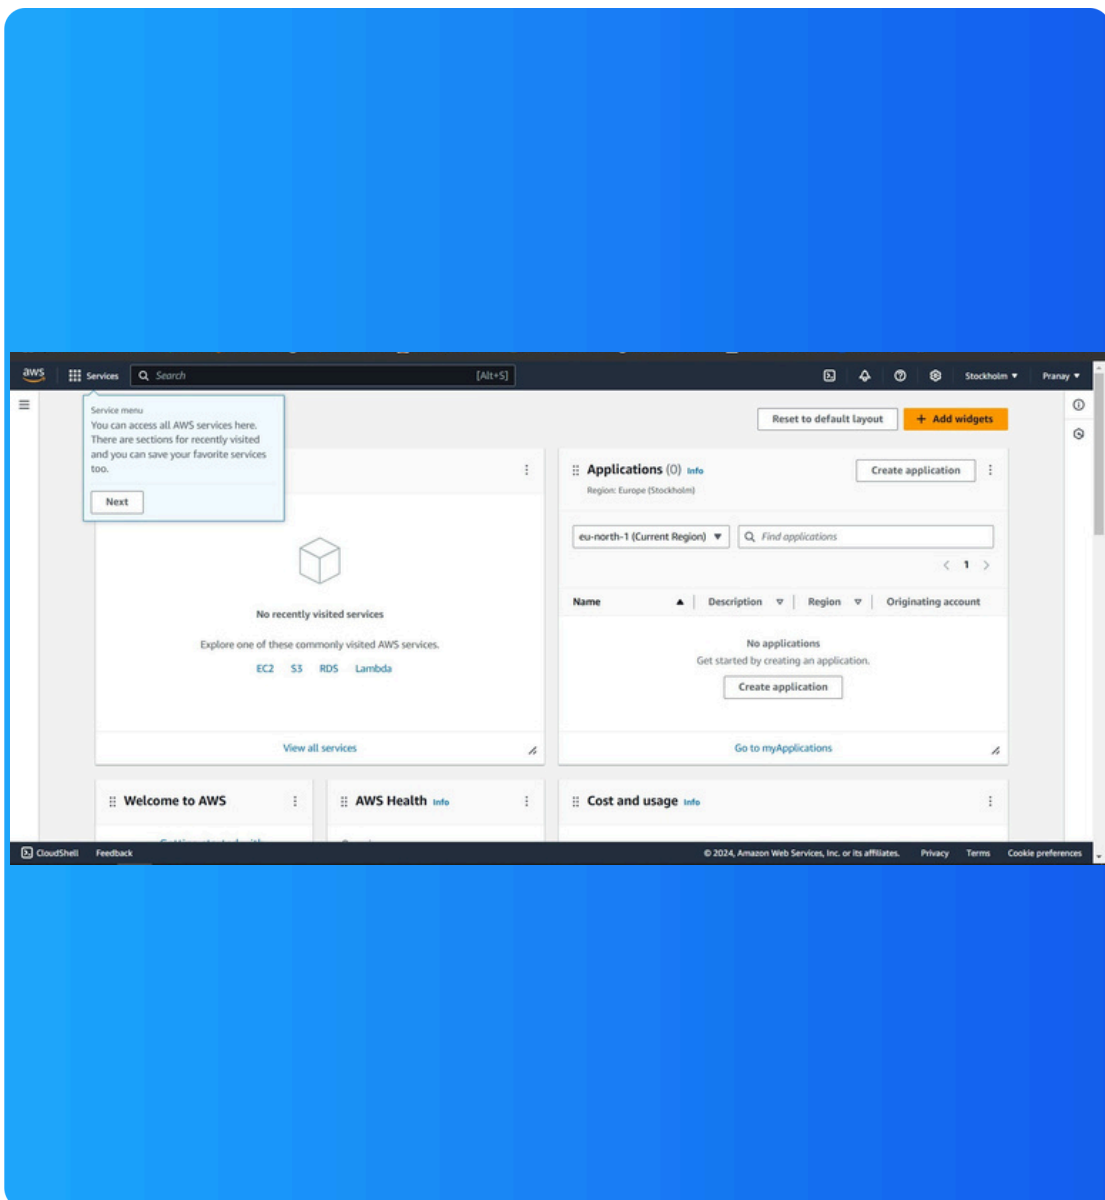 aws
Services
Search
[Alt+S]
Stockholm
Pranay
Service menu
You can access all AWS services here.
There are sections for recently visited
and you can save your favorite services
too.
Next
Reset to default layout
+ Add widgets
No recently visited services
Explore one of these commonly visited AWS services.
EC2 S3 RDS Lambda
View all services
Applications (0) Info
Create application
Region: Europe (Stockholm)
eu-north-1 (Current Region)
Find applications
1
Name Description Region Originating account
No applications
Get started by creating an application.
Create application
Go to myApplications
Welcome to AWS
AWS Health Info
Cost and usage Info
CloudShell Feedback
© 2024, Amazon Web Services, Inc. or its affiliates. Privacy Terms Cookie preferences